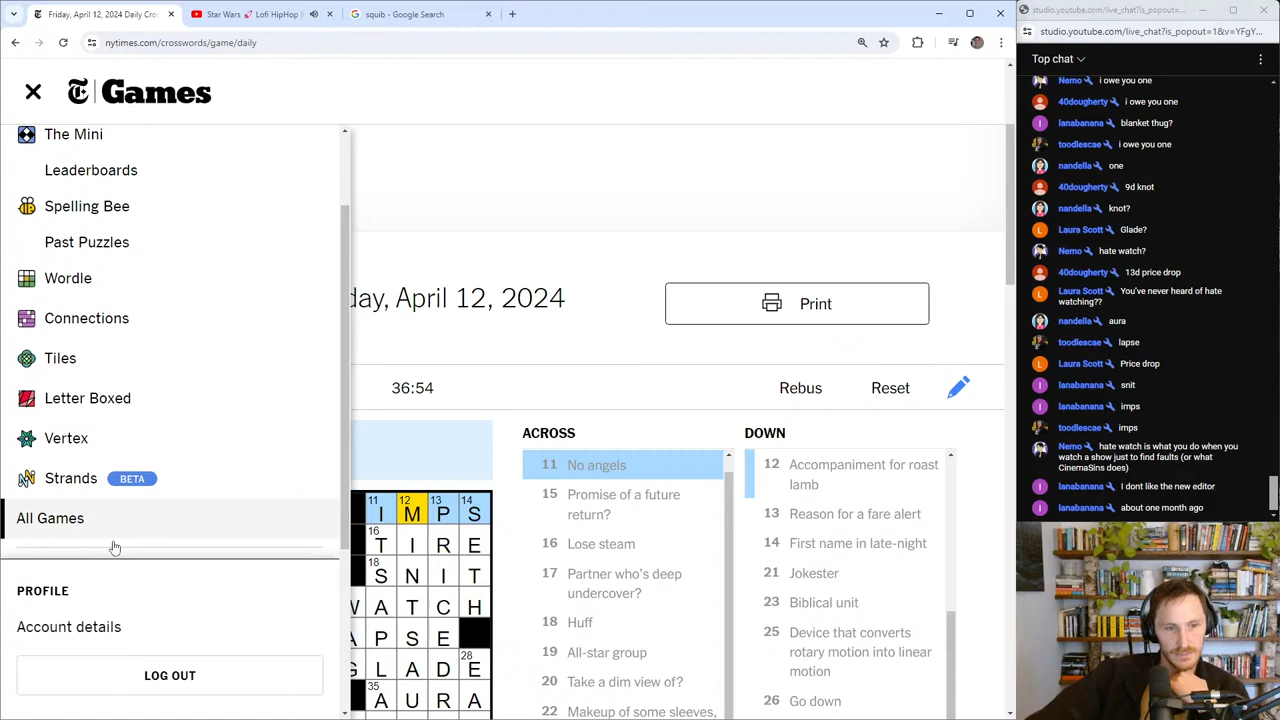 Friday, April 12, 2024 Daily Cro
Star Wars 🚀 Lofi HipHop
squib - Google Search
nytimes.com/crosswords/game/daily
studio.youtube.com/live_chat?is_popout=...
studio.youtube.com/live_chat?is_popout=1&v=YFgY...
Games
The Mini
Leaderboards
Spelling Bee
Past Puzzles
Wordle
Connections
Tiles
Letter Boxed
Vertex
Strands BETA
All Games
PROFILE
Account details
LOG OUT
day, April 12, 2024
Print
36:54
Rebus
Reset
11 12 13 14
I M P S
16
T I R E
18
S N I T
W A T C H
A P S E
28
G A D E
35
A U R A
ACROSS
11 No angels
15 Promise of a future
return?
16 Lose steam
17 Partner who's deep
undercover?
18 Huff
19 All-star group
20 Take a dim view of?
22 Makeup of some sleeves,
DOWN
12 Accompaniment for roast
lamb
13 Reason for a fare alert
14 First name in late-night
21 Jokester
23 Biblical unit
25 Device that converts
rotary motion into linear
motion
26 Go down
Top chat
Nemo i owe you one
40dougherty i owe you one
lanabanana blanket thug?
toodlescae i owe you one
nandella one
40dougherty 9d knot
nandella knot?
Laura Scott Glade?
Nemo hate watch?
40dougherty 13d price drop
Laura Scott You've never heard of hate
watching??
nandella aura
toodlescae lapse
Laura Scott Price drop
lanabanana snit
lanabanana imps
toodlescae imps
Nemo hate watch is what you do when you
watch a show just to find faults (or what
CinemaSins does)
lanabanana I dont like the new editor
lanabanana about one month ago